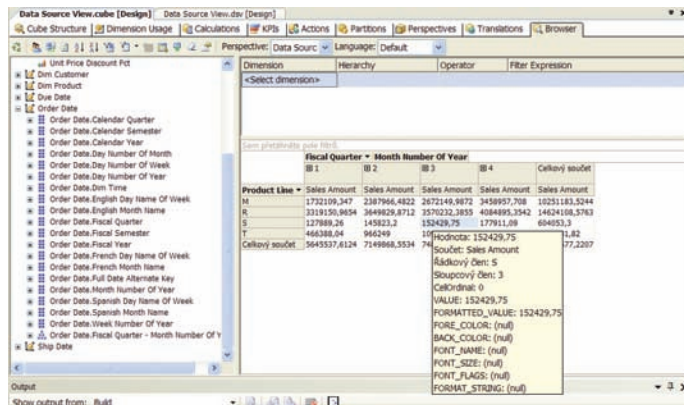 Data Source View.cube [Design] Data Source View.dsv [Design]
Cube Structure Dimension Usage Calculations KPIs Actions Partitions Perspectives Translations Browser
Perspective: Data Sourc Language: Default
Unit Price Discount Pct
Dim Customer
Dim Product
Due Date
Order Date
Order Date.Calendar Quarter
Order Date.Calendar Semester
Order Date.Calendar Year
Order Date.Day Number Of Month
Order Date.Day Number Of Week
Order Date.Day Number Of Year
Order Date.Dim Time
Order Date.English Day Name Of Week
Order Date.English Month Name
Order Date.Fiscal Quarter
Order Date.Fiscal Semester
Order Date.Fiscal Year
Order Date.French Day Name Of Week
Order Date.French Month Name
Order Date.Full Date Alternate Key
Order Date.Month Number Of Year
Order Date.Spanish Day Name Of Week
Order Date.Spanish Month Name
Order Date.Week Number Of Year
Order Date.Fiscal Quarter - Month Number Of Y
Ship Date
Dimension Hierarchy Operator Filter Expression
<Select dimension>
Sem přetáhněte pole filtrů.
Fiscal Quarter Month Number Of Year
1 2 3 4 Celkový součet
Product Line Sales Amount Sales Amount Sales Amount Sales Amount Sales Amount
M 1732109,347 2387966,4822 2672149,9872 3458957,708 10251183,5244
R 3319150,9654 3649829,8712 3570232,3855 4084895,3542 14624108,5763
S 127889,26 145823,2 152429,75 177911,09 604053,3
T 466388,04 966249
Celkový součet 5645537,6124 7149868,5534
Hodnota: 152429,75
Součet: Sales Amount
Řádkový člen: S
Sloupcový člen: 3
CellOrdinal: 0
VALUE: 152429,75
FORMATTED_VALUE: 152429,75
FORE_COLOR: (null)
BACK_COLOR: (null)
FONT_NAME: (null)
FONT_SIZE: (null)
FONT_FLAGS: (null)
FORMAT_STRING: (null)
Output
Show output from: Build